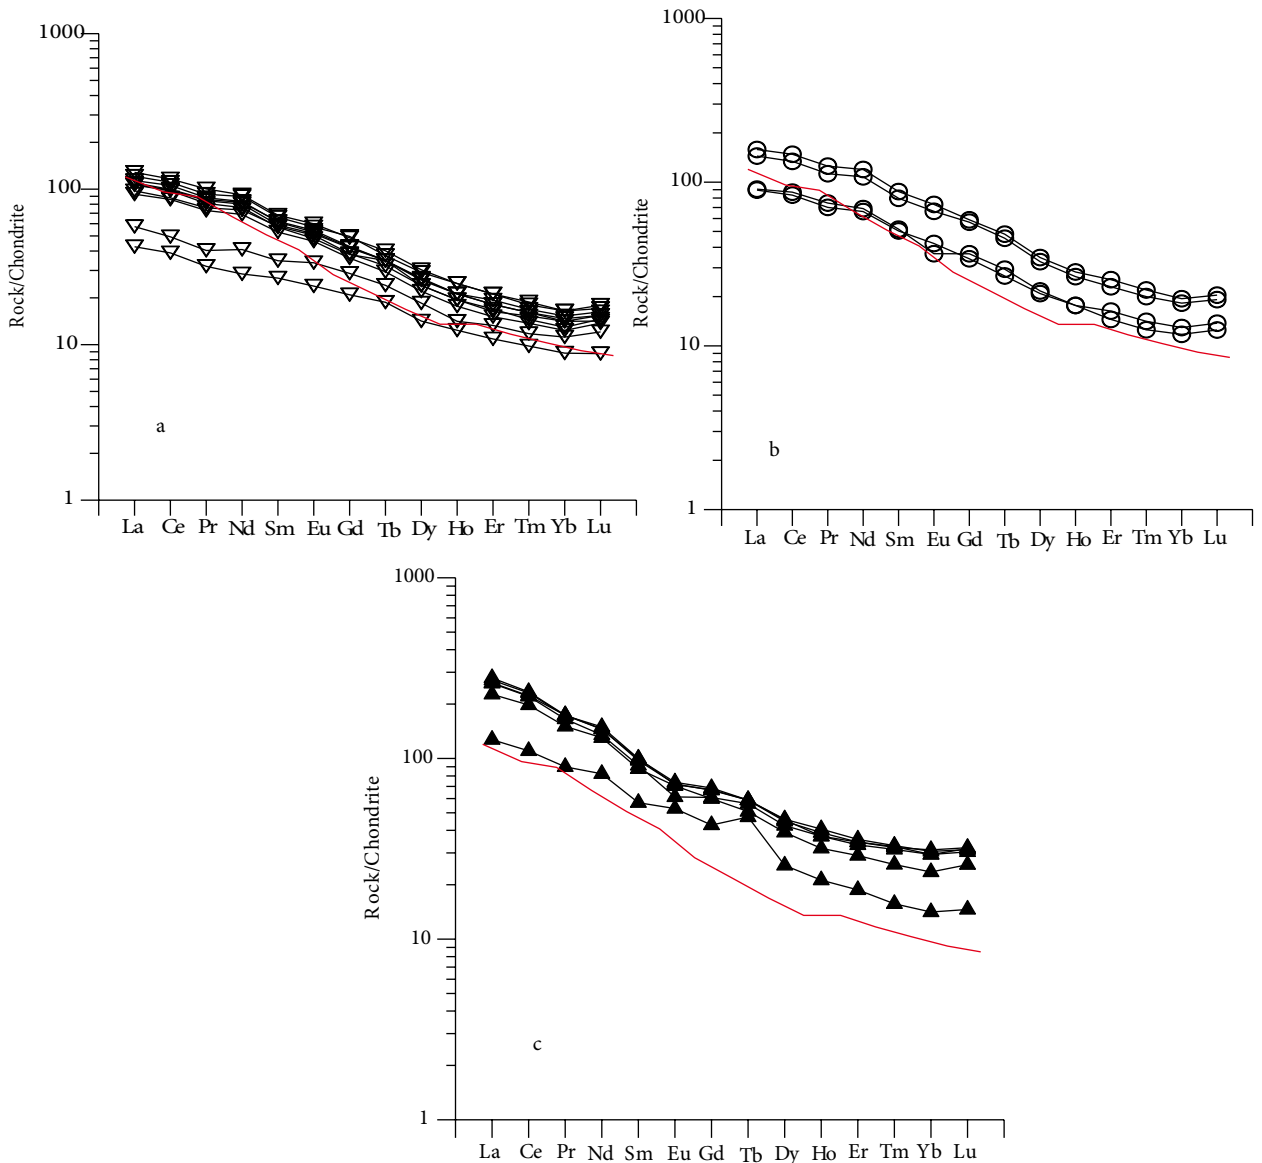 1000
100
10
1
Rock/Chondrite
a
La Ce Pr Nd Sm Eu Gd Tb Dy Ho Er Tm Yb Lu
1000
100
10
1
Rock/Chondrite
b
La Ce Pr Nd Sm Eu Gd Tb Dy Ho Er Tm Yb Lu
1000
100
10
1
Rock/Chondrite
c
La Ce Pr Nd Sm Eu Gd Tb Dy Ho Er Tm Yb Lu